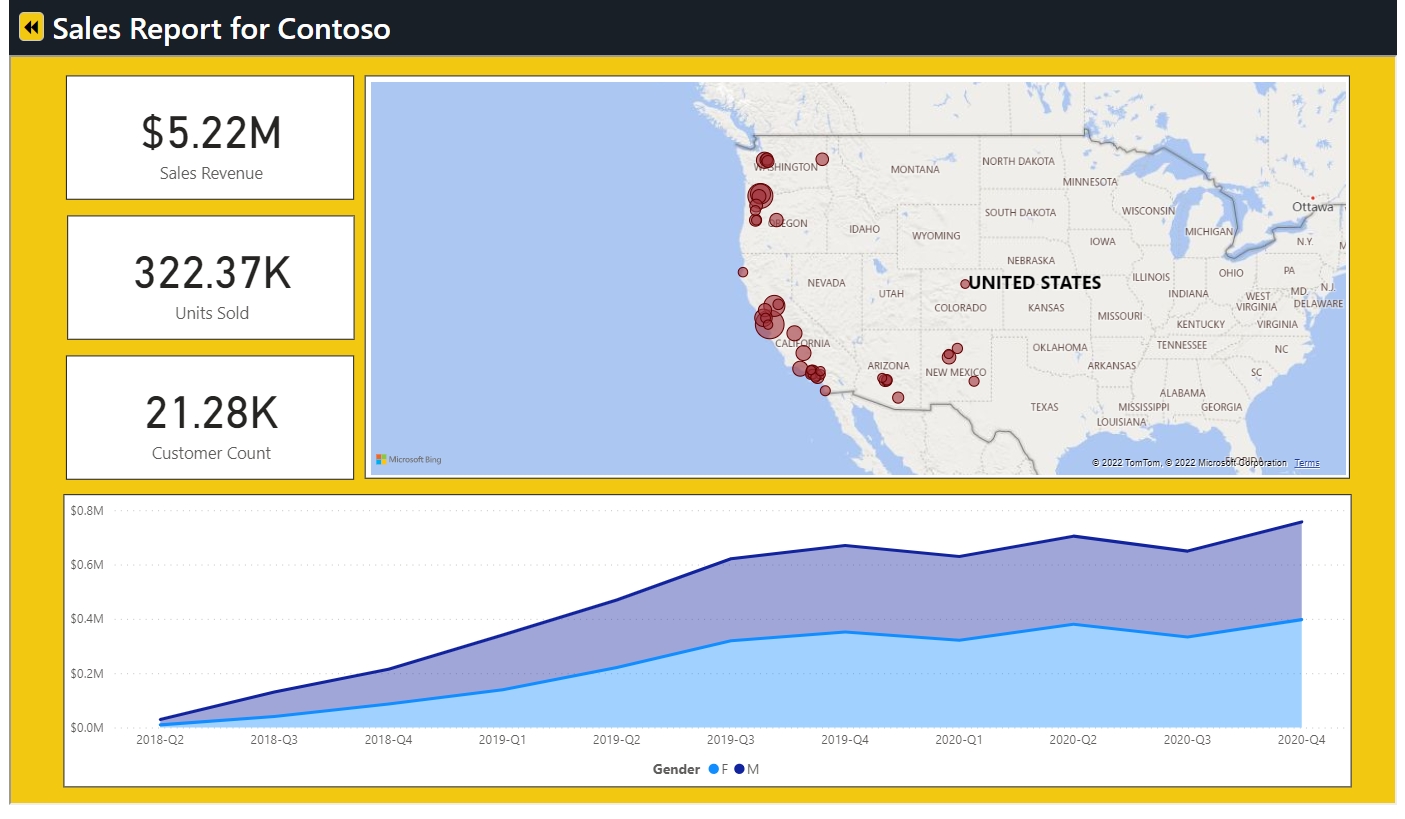 Sales Report for Contoso
$5.22M
Sales Revenue
322.37K
Units Sold
21.28K
Customer Count
WASHINGTON
MONTANA
NORTH DAKOTA
MINNESOTA
OREGON
IDAHO
WYOMING
SOUTH DAKOTA
WISCONSIN
MICHIGAN
Ottawa
N.Y.
M
IOWA
NEBRASKA
NEVADA
UTAH
UNITED STATES
COLORADO
KANSAS
ILLINOIS
INDIANA
OHIO
PA
N.J.
MD.
DELAWARE
WEST
VIRGINIA
MISSOURI
KENTUCKY
VIRGINIA
CALIFORNIA
ARIZONA
NEW MEXICO
OKLAHOMA
ARKANSAS
TENNESSEE
NC
SC
TEXAS
MISSISSIPPI
ALABAMA
GEORGIA
LOUISIANA
FLORIDA
Microsoft Bing
© 2022 TomTom, © 2022 Microsoft Corporation Terms
$0.8M
$0.6M
$0.4M
$0.2M
$0.0M
2018-Q2 2018-Q3 2018-Q4 2019-Q1 2019-Q2 2019-Q3 2019-Q4 2020-Q1 2020-Q2 2020-Q3 2020-Q4
Gender F M